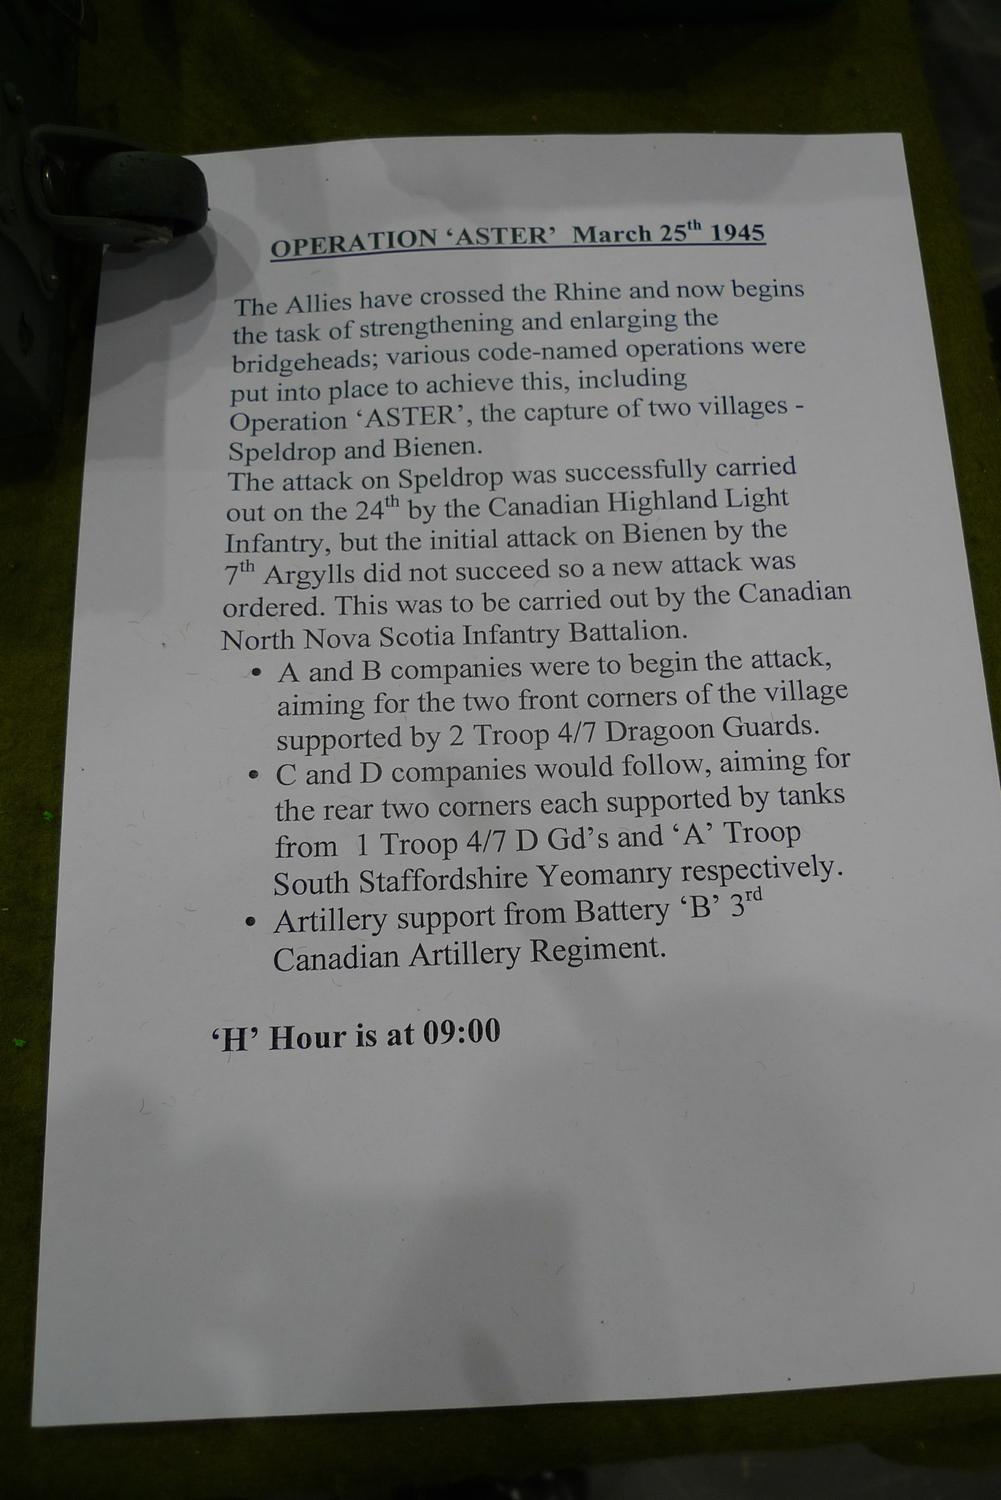 OPERATION ‘ASTER’ March 25th 1945
The Allies have crossed the Rhine and now begins
the task of strengthening and enlarging the
bridgeheads; various code-named operations were
put into place to achieve this, including
Operation ‘ASTER’, the capture of two villages -
Speldrop and Bienen.
The attack on Speldrop was successfully carried
out on the 24th by the Canadian Highland Light
Infantry, but the initial attack on Bienen by the
7th Argylls did not succeed so a new attack was
ordered. This was to be carried out by the Canadian
North Nova Scotia Infantry Battalion.
• A and B companies were to begin the attack,
aiming for the two front corners of the village
supported by 2 Troop 4/7 Dragoon Guards.
• C and D companies would follow, aiming for
the rear two corners each supported by tanks
from 1 Troop 4/7 D Gd’s and ‘A’ Troop
South Staffordshire Yeomanry respectively.
• Artillery support from Battery ‘B’ 3rd
Canadian Artillery Regiment.
‘H’ Hour is at 09:00